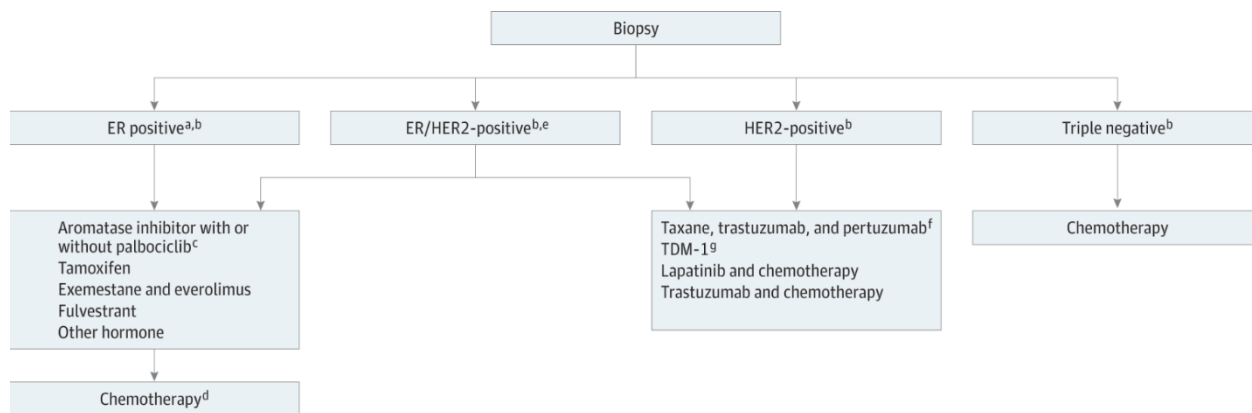 Biopsy
ER positiveᵃ,ᵇ
ER/HER2-positiveᵇ,ᵉ
HER2-positiveᵇ
Triple negativeᵇ
Aromatase inhibitor with or
without palbociclibᶜ
Tamoxifen
Exemestane and everolimus
Fulvestrant
Other hormone
Taxane, trastuzumab, and pertuzumabᶠ
TDM-1ᵍ
Lapatinib and chemotherapy
Trastuzumab and chemotherapy
Chemotherapy
Chemotherapyᵈ